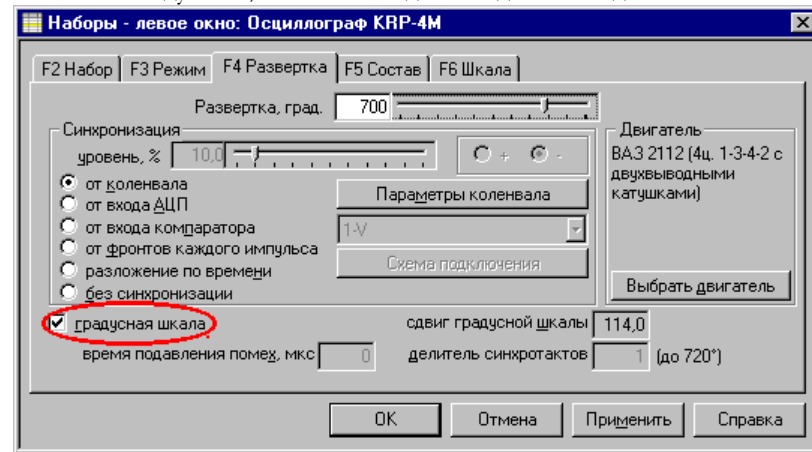 Наборы - левое окно: Осциллограф KRP-4M
F2 Набор F3 Режим F4 Развертка F5 Состав F6 Шкала
Развертка, град. 700
Синхронизация
уровень, % 10,0 + -
от коленвала
Параметры коленвала
от входа АЦП
от входа компаратора
1-V
от фронтов каждого импульса
Схема подключения
разложение по времени
без синхронизации
Двигатель
ВАЗ 2112 (4ц. 1-3-4-2 с
двухвыводными
катушками)
Выбрать двигатель
градусная шкала
сдвиг градусной шкалы 114,0
время подавления помех, мкс 0
делитель синхротактов 1 (до 720°)
OK Отмена Применить Справка